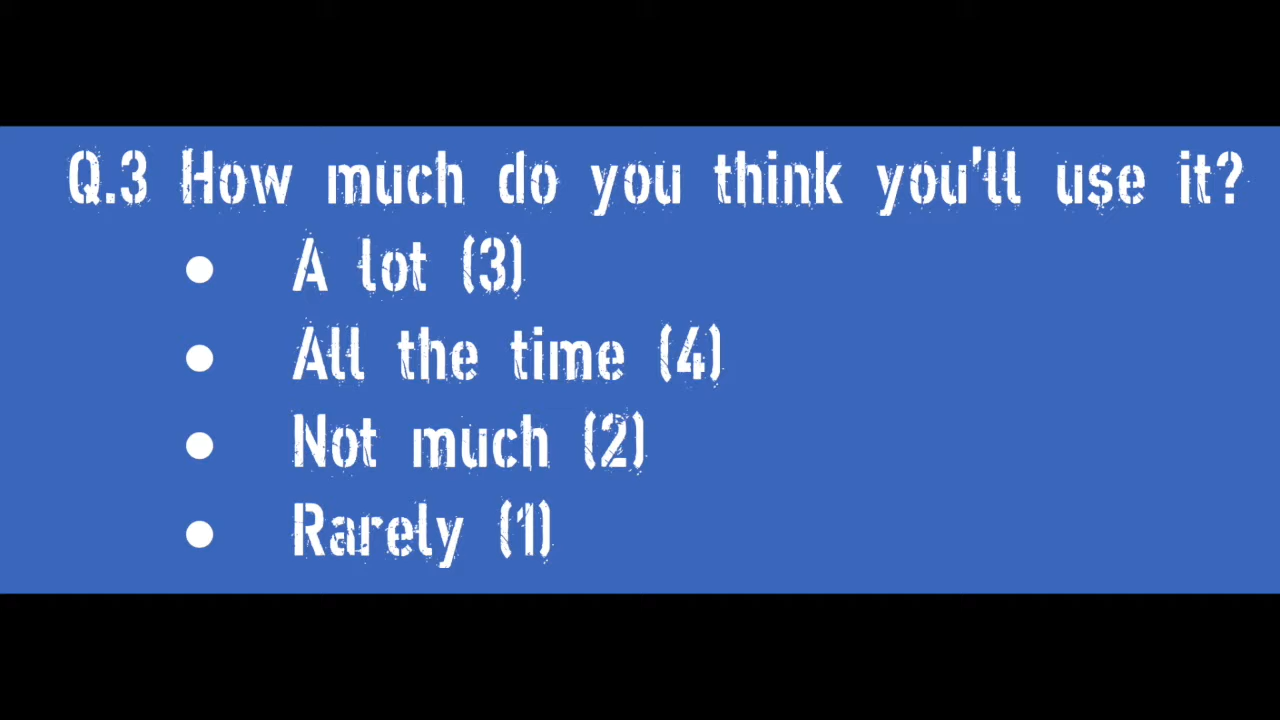 Q.3 How much do you think you'll use it?
● A lot (3)
● All the time (4)
● Not much (2)
● Rarely (1)